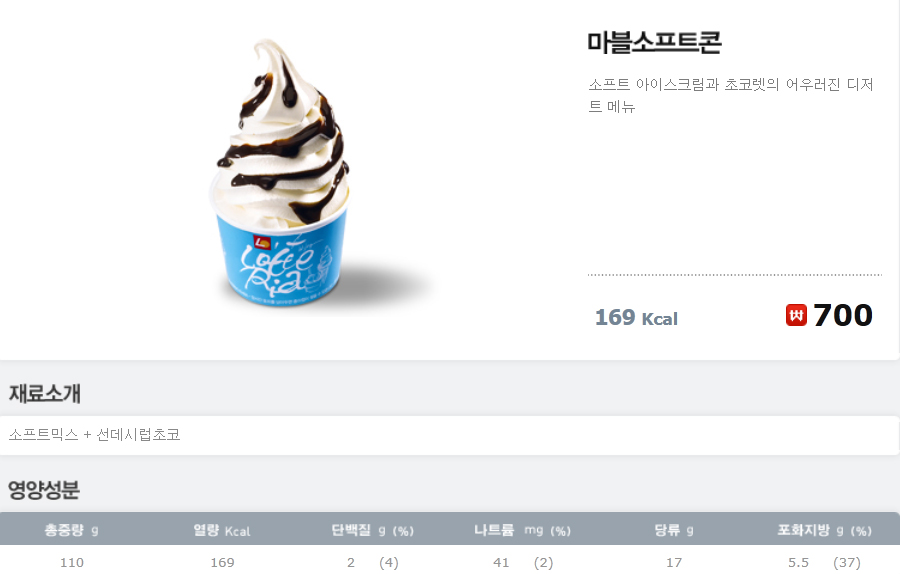 마블소프트콘
소프트 아이스크림과 초코렛의 어우러진 디저
트 메뉴
L
Lotte
Ria
169 Kcal
₩ 700
재료소개
소프트믹스 + 선데시럽초코
영양성분
총중량 g 열량 Kcal 단백질 g (%) 나트륨 mg (%) 당류 g 포화지방 g (%)
110 169 2 (4) 41 (2) 17 5.5 (37)